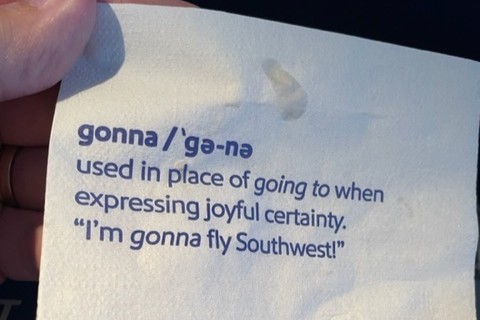 gonna /ˈgə-nə
used in place of going to when
expressing joyful certainty.
“I’m gonna fly Southwest!”